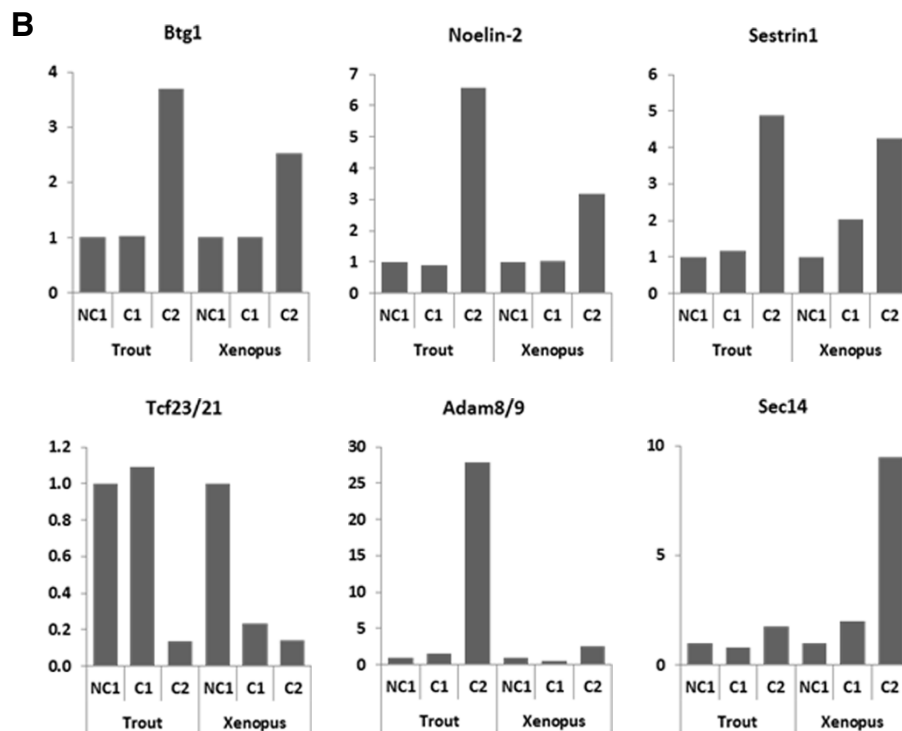 B
Btg1 Noelin-2 Sestrin1
4 7 6
6
3 5
5
4
2 4
3
3
2
1 2
1
1
0 0 0
NC1 C1 C2 NC1 C1 C2 NC1 C1 C2 NC1 C1 C2 NC1 C1 C2 NC1 C1 C2
Trout Xenopus Trout Xenopus Trout Xenopus
Tcf23/21 Adam8/9 Sec14
1.2 30 10
1.0 25
0.8 20
0.6 15 5
0.4 10
0.2 5
0.0 0 0
NC1 C1 C2 NC1 C1 C2 NC1 C1 C2 NC1 C1 C2 NC1 C1 C2 NC1 C1 C2
Trout Xenopus Trout Xenopus Trout Xenopus